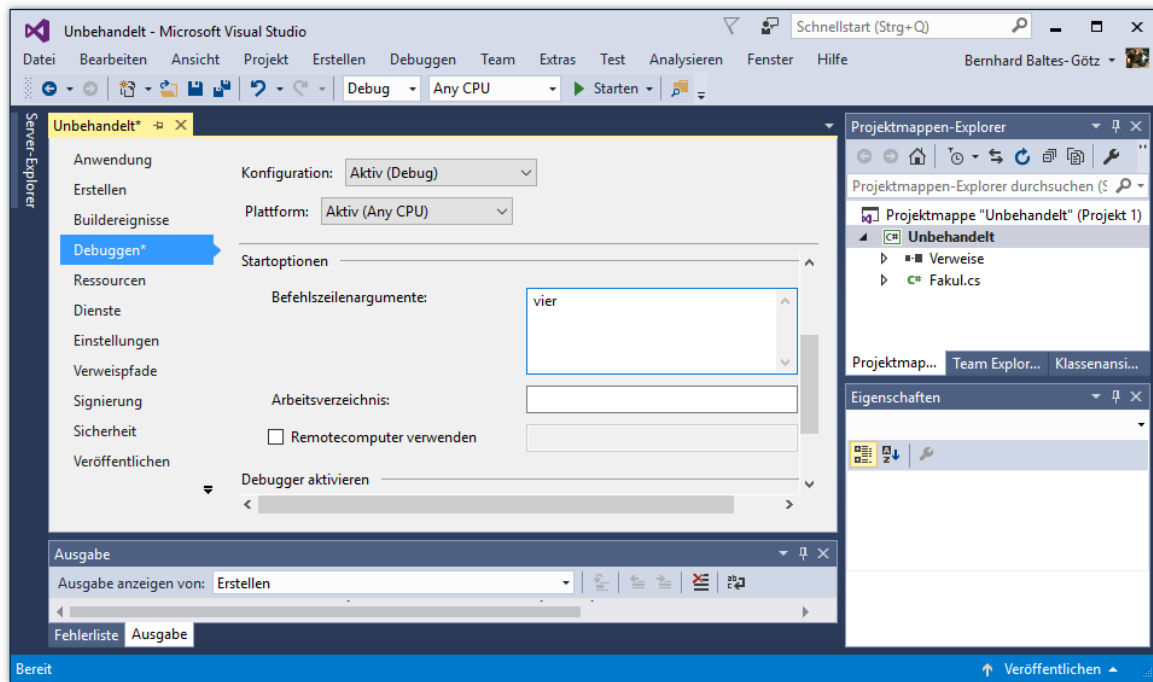 Unbehandelt - Microsoft Visual Studio
Schnellstart (Strg+Q)
Datei Bearbeiten Ansicht Projekt Erstellen Debuggen Team Extras Test Analysieren Fenster Hilfe
Bernhard Baltes-Götz
Debug Any CPU Starten
Server-Explorer
Unbehandelt*
Anwendung
Erstellen
Buildereignisse
Debuggen*
Ressourcen
Dienste
Einstellungen
Verweispfade
Signierung
Sicherheit
Veröffentlichen
Konfiguration: Aktiv (Debug)
Plattform: Aktiv (Any CPU)
Startoptionen
Befehlszeilenargumente: vier
Arbeitsverzeichnis:
Remotecomputer verwenden
Debugger aktivieren
Projektmappen-Explorer
Projektmappen-Explorer durchsuchen (S
Projektmappe "Unbehandelt" (Projekt 1)
C# Unbehandelt
Verweise
C# Fakul.cs
Projektmap... Team Explor... Klassenansi...
Eigenschaften
Ausgabe
Ausgabe anzeigen von: Erstellen
Fehlerliste Ausgabe
Bereit
Veröffentlichen